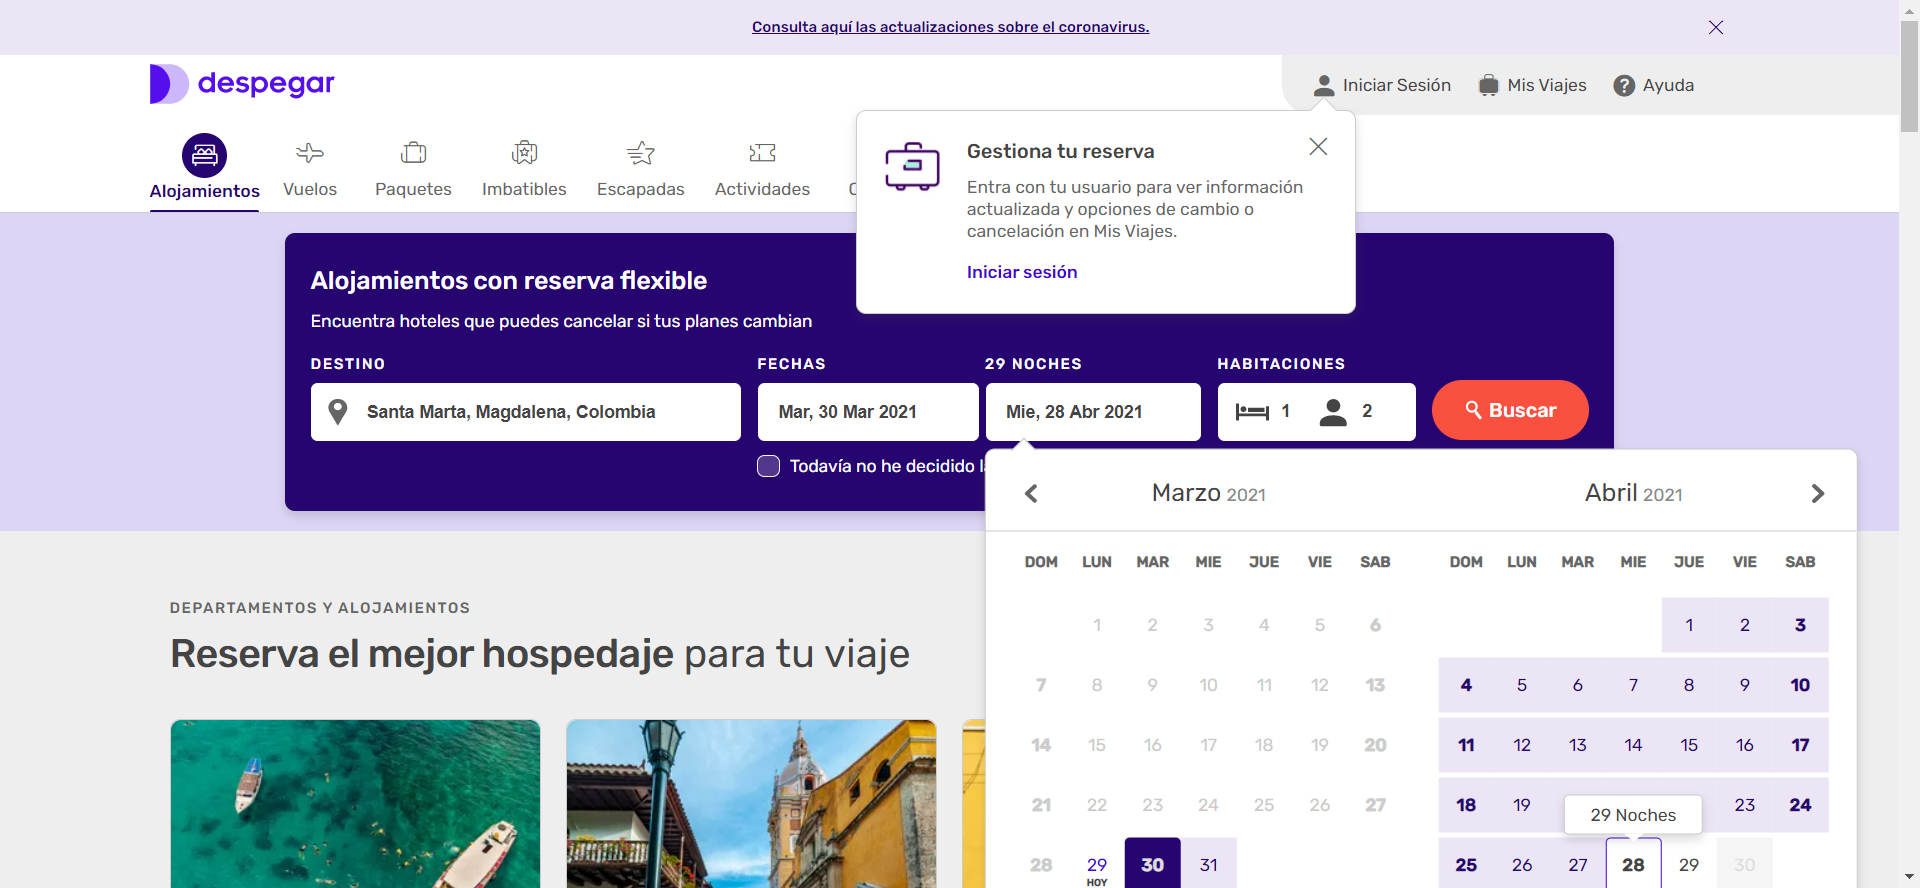 Consulta aquí las actualizaciones sobre el coronavirus.
despegar
Iniciar Sesión
Mis Viajes
Ayuda
Alojamientos
Vuelos
Paquetes
Imbatibles
Escapadas
Actividades
Gestiona tu reserva
Entra con tu usuario para ver información
actualizada y opciones de cambio o
cancelación en Mis Viajes.
Iniciar sesión
Alojamientos con reserva flexible
Encuentra hoteles que puedes cancelar si tus planes cambian
DESTINO
FECHAS
29 NOCHES
HABITACIONES
Santa Marta, Magdalena, Colombia
Mar, 30 Mar 2021
Mie, 28 Abr 2021
1
2
Buscar
Todavía no he decidido
Marzo 2021
Abril 2021
DOM LUN MAR MIE JUE VIE SAB
1 2 3 4 5 6
7 8 9 10 11 12 13
14 15 16 17 18 19 20
21 22 23 24 25 26 27
28 29 30 31
HOY
DOM LUN MAR MIE JUE VIE SAB
1 2 3
4 5 6 7 8 9 10
11 12 13 14 15 16 17
18 19 23 24
29 Noches
25 26 27 28 29 30
DEPARTAMENTOS Y ALOJAMIENTOS
Reserva el mejor hospedaje para tu viaje